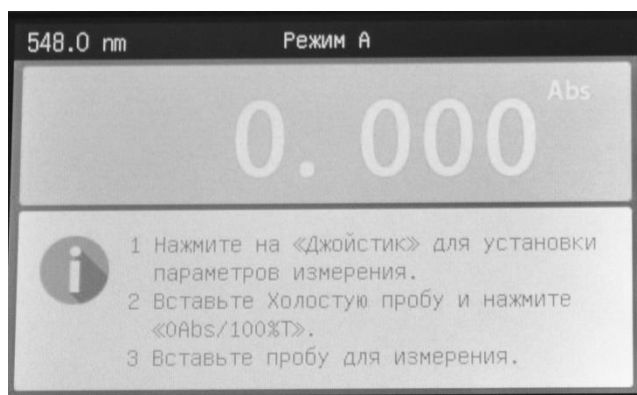 548.0 nm Режим A
Abs
0.000
1 Нажмите на «Джойстик» для установки
параметров измерения.
2 Вставьте Холостую пробу и нажмите
«0Abs/100%T».
3 Вставьте пробу для измерения.